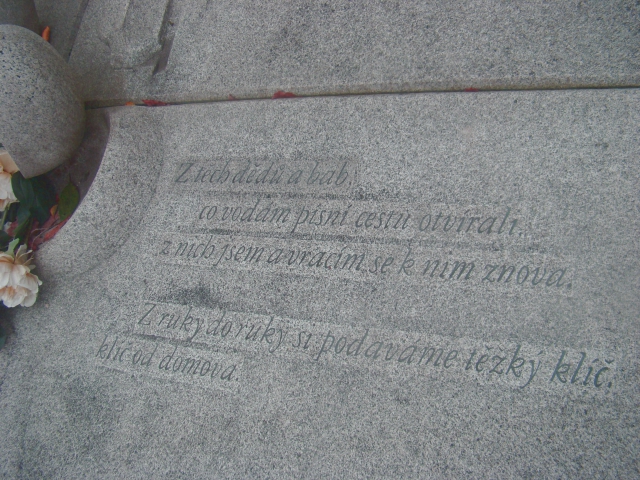 Z úch dědů a bab,
co vodám písní cestu otvírali.
z nich jsem a vracím se k nim znova.
Z ruky do ruky si podáváme těžký klíč.
klíč od domova.